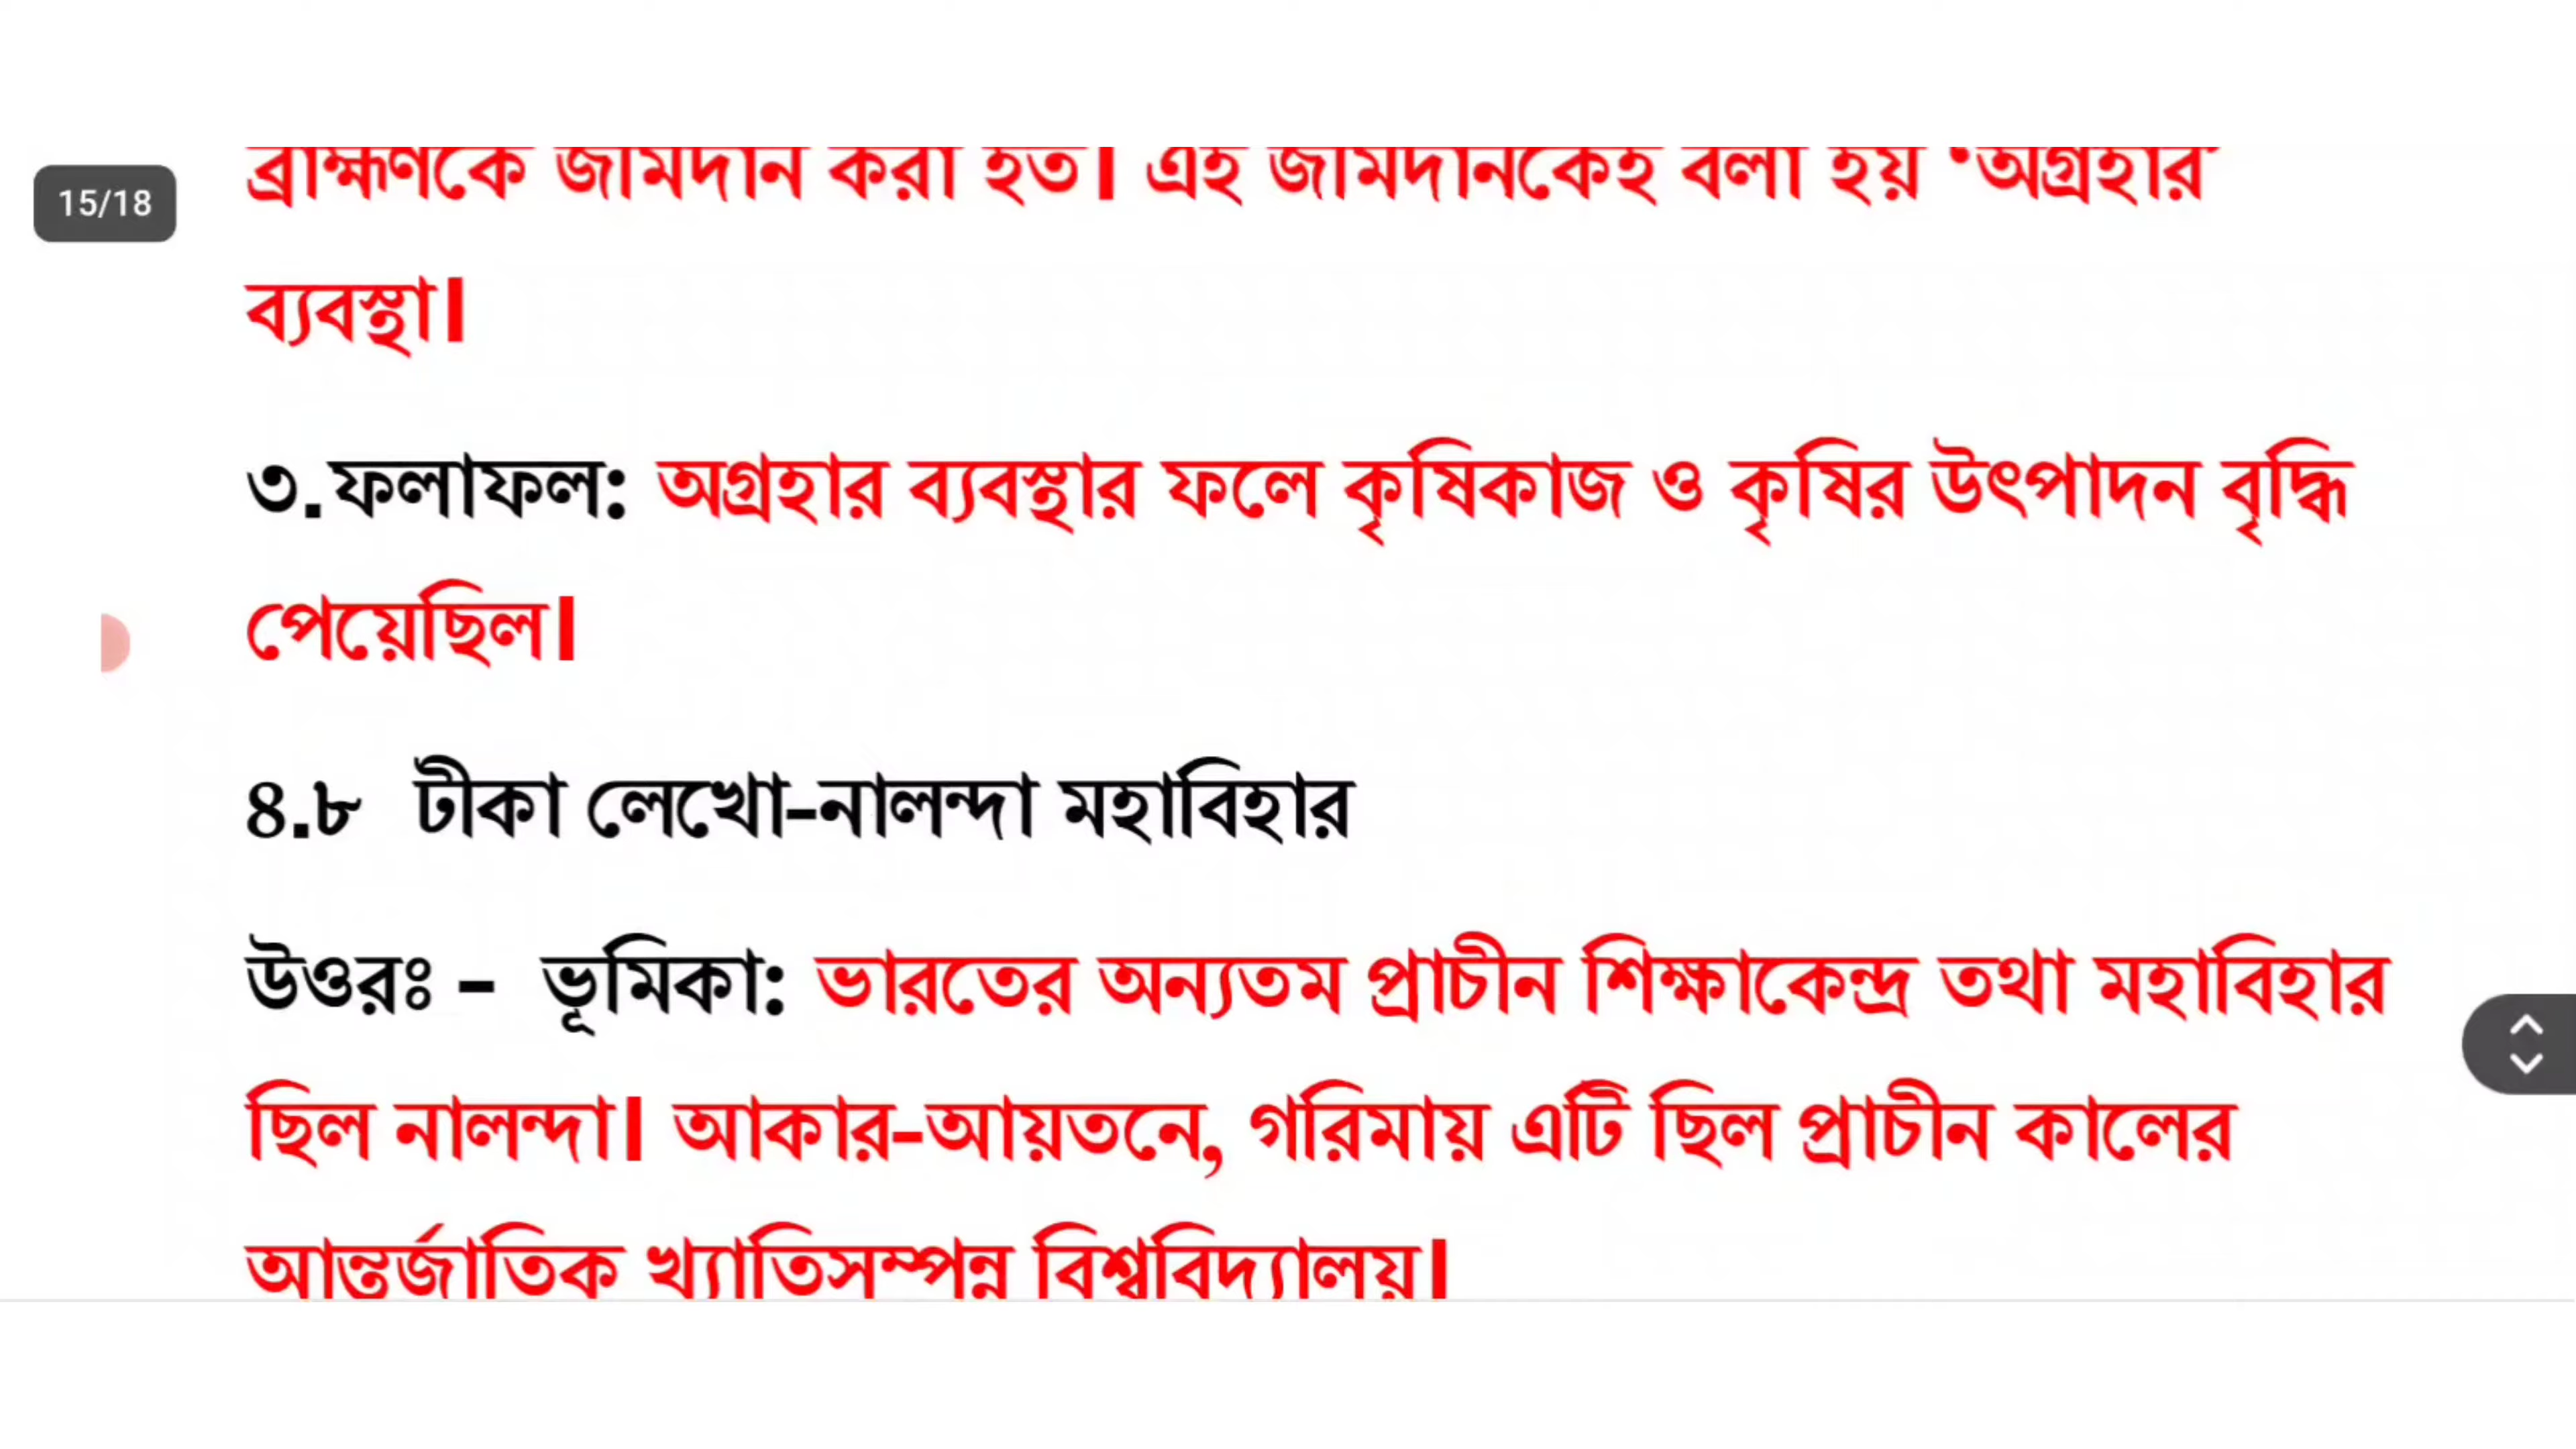 15/18
ব্রাহ্মণকে জমিদান করা হত। এই জমিদানকেই বলা হয় 'অগ্রহার'
ব্যবস্থা।
৩.ফলাফল: অগ্রহার ব্যবস্থার ফলে কৃষিকাজ ও কৃষির উৎপাদন বৃদ্ধি
পেয়েছিল।
৪.৮ টীকা লেখো-নালন্দা মহাবিহার
উওরঃ - ভূমিকা: ভারতের অন্যতম প্রাচীন শিক্ষাকেন্দ্র তথা মহাবিহার
ছিল নালন্দা। আকার-আয়তনে, গরিমায় এটি ছিল প্রাচীন কালের
আন্তর্জাতিক খ্যাতিসম্পন্ন বিশ্ববিদ্যালয়।